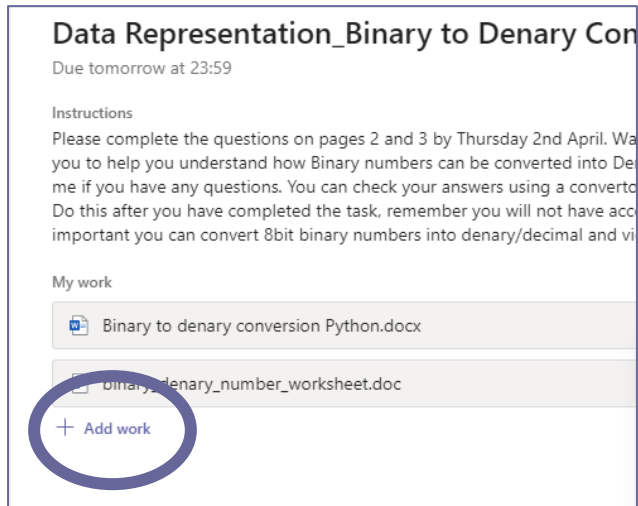 Data Representation_Binary to Denary Con
Due tomorrow at 23:59
Instructions
Please complete the questions on pages 2 and 3 by Thursday 2nd April. Wa
you to help you understand how Binary numbers can be converted into Der
me if you have any questions. You can check your answers using a converto
Do this after you have completed the task, remember you will not have acc
important you can convert 8bit binary numbers into denary/decimal and vi
My work
Binary to denary conversion Python.docx
binary_denary_number_worksheet.doc
+ Add work